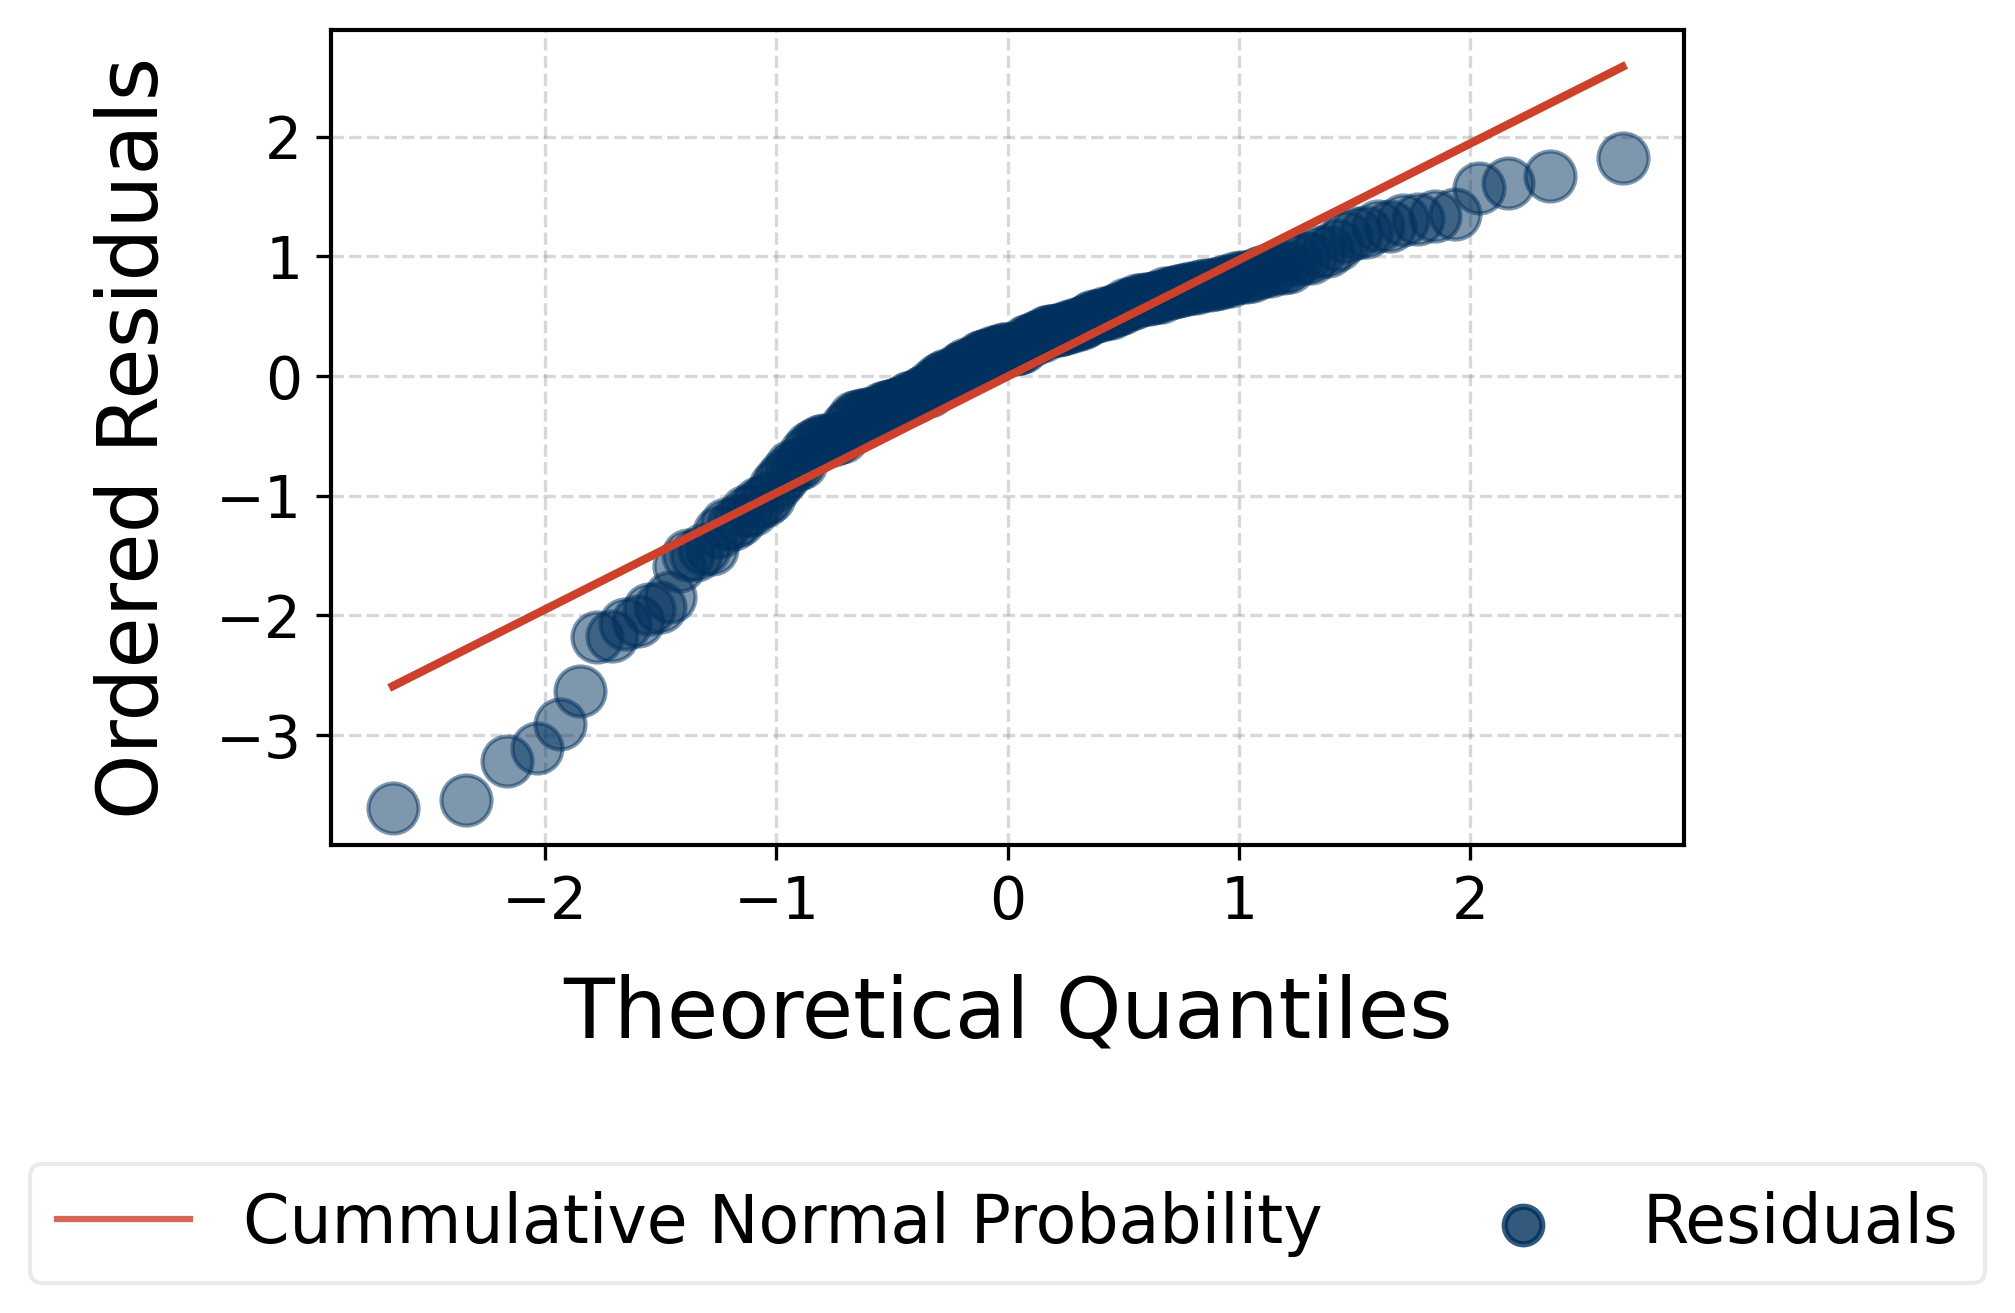 Ordered Residuals
2
1
0
−1
−2
−3
−2 −1 0 1 2
Theoretical Quantiles
Cummulative Normal Probability
Residuals